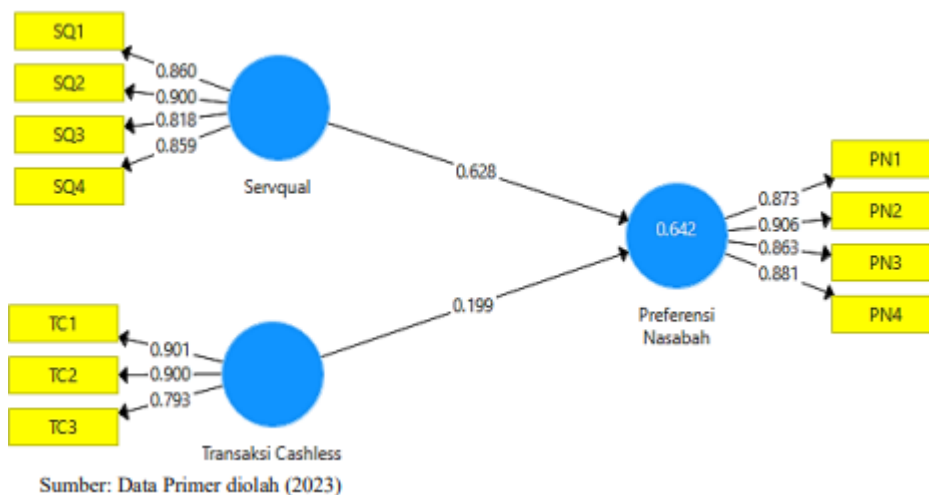 SQ1
SQ2
SQ3
SQ4
0.860
0.900
0.818
0.859
Servqual
0.628
TC1
TC2
TC3
0.901
0.900
0.793
Transaksi Cashless
0.199
0.642
Preferensi
Nasabah
0.873
0.906
0.863
0.881
PN1
PN2
PN3
PN4
Sumber: Data Primer diolah (2023)